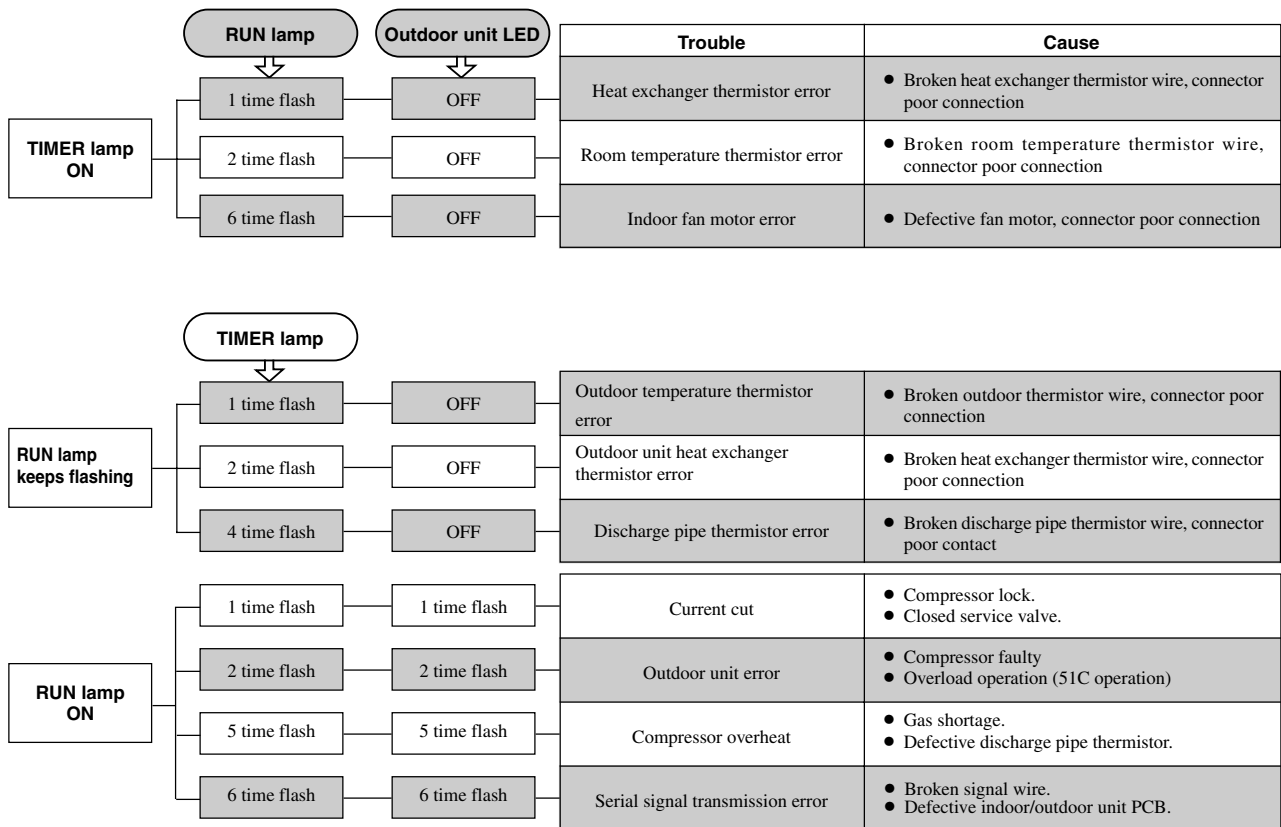 RUN lamp
Outdoor unit LED
Trouble
Cause
TIMER lamp
ON
1 time flash
OFF
Heat exchanger thermistor error
● Broken heat exchanger thermistor wire, connector
poor connection
2 time flash
OFF
Room temperature thermistor error
● Broken room temperature thermistor wire,
connector poor connection
6 time flash
OFF
Indoor fan motor error
● Defective fan motor, connector poor connection
TIMER lamp
RUN lamp
keeps flashing
1 time flash
OFF
Outdoor temperature thermistor
error
● Broken outdoor thermistor wire, connector poor
connection
2 time flash
OFF
Outdoor unit heat exchanger
thermistor error
● Broken heat exchanger thermistor wire, connector
poor connection
4 time flash
OFF
Discharge pipe thermistor error
● Broken discharge pipe thermistor wire, connector
poor contact
RUN lamp
ON
1 time flash
1 time flash
Current cut
● Compressor lock.
● Closed service valve.
2 time flash
2 time flash
Outdoor unit error
● Compressor faulty
● Overload operation (51C operation)
5 time flash
5 time flash
Compressor overheat
● Gas shortage.
● Defective discharge pipe thermistor.
6 time flash
6 time flash
Serial signal transmission error
● Broken signal wire.
● Defective indoor/outdoor unit PCB.